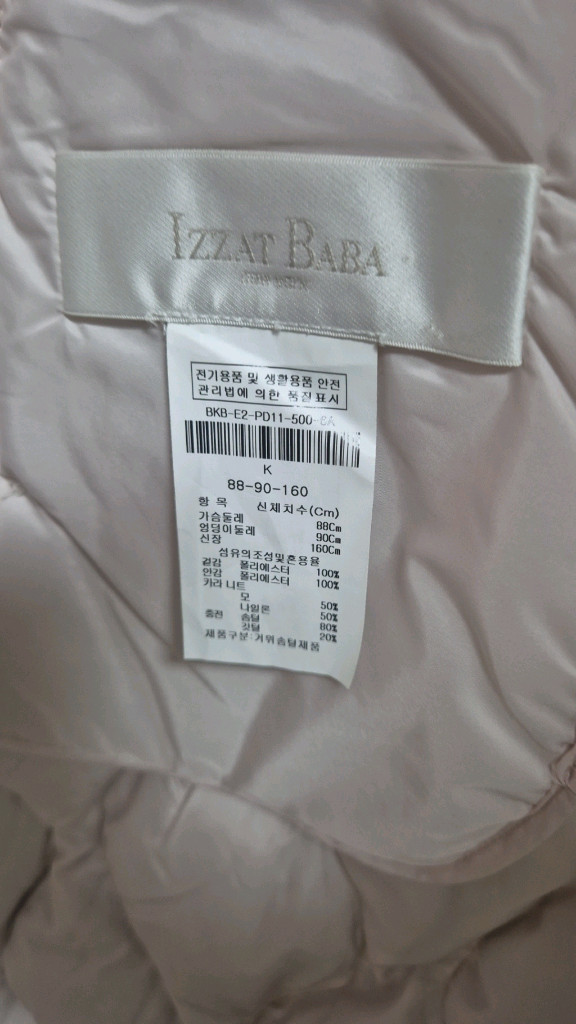 IZZAT BABA
전기용품 및 생활용품 안전
관리법에 의한 품질표시
BKB-E2-PD11-500-
K
88-90-160
항 목 신체치수(Cm)
가슴둘레 88Cm
엉덩이둘레 90Cm
신장 160Cm
섬유의조성및혼용율
겉감 폴리에스터 100%
안감 폴리에스터 100%
카라 니트
모 50%
나일론 50%
충전 솜털 80%
깃털 20%
제품구분:거위솜털제품